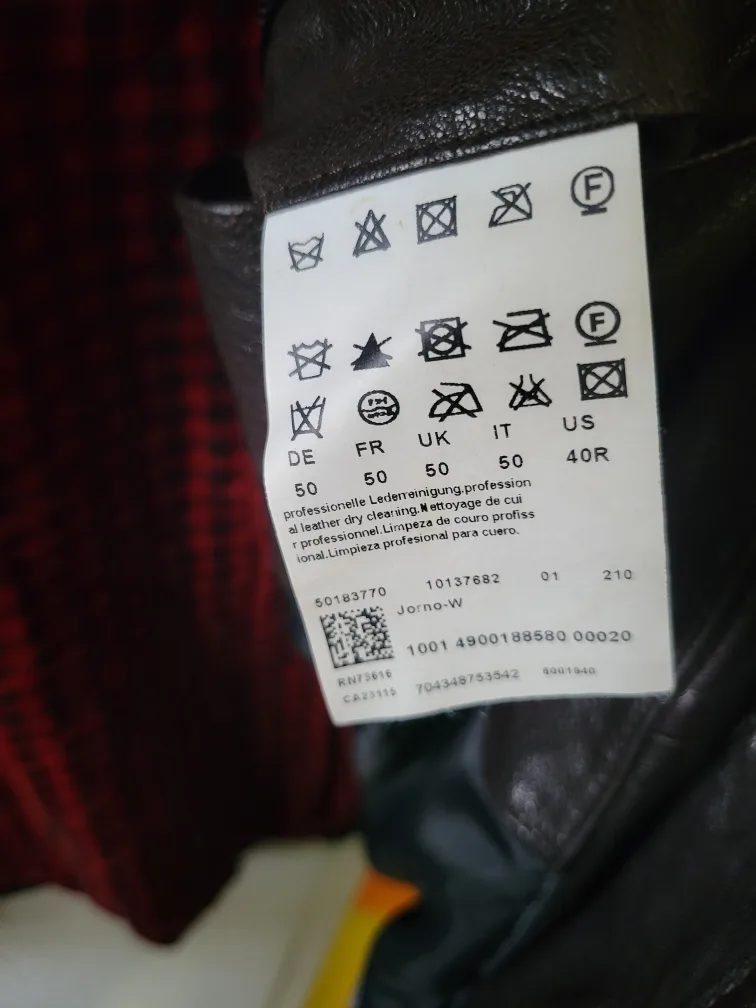 F
F
DE FR UK IT US
50 50 50 50 40R
professionelle Lederreinigung.profession
al leather dry cleaning.Nettoyage de cui
r professionnel.Limpeza de couro profiss
ional.Limpieza profesional para cuero.
50183770 10137682 01 210
Jorno-W
1001 4900188580 00020
RN73616
CA23115 704348753542